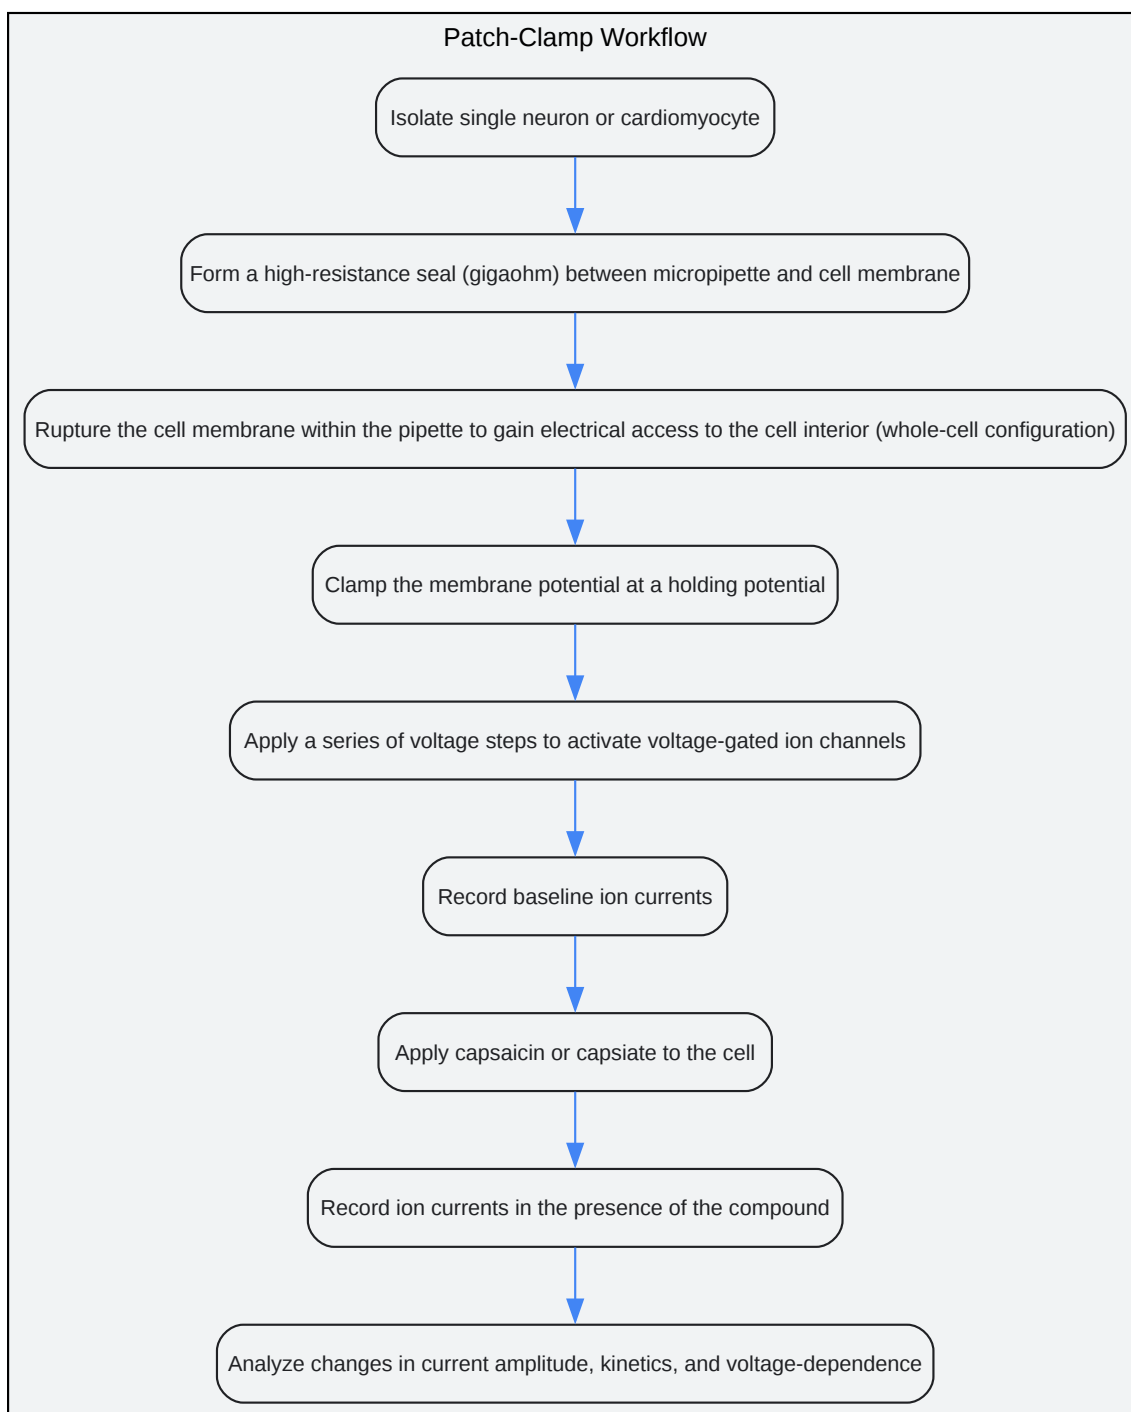 Patch-Clamp Workflow
Isolate single neuron or cardiomyocyte
Form a high-resistance seal (gigaohm) between micropipette and cell membrane
Rupture the cell membrane within the pipette to gain electrical access to the cell interior (whole-cell configuration)
Clamp the membrane potential at a holding potential
Apply a series of voltage steps to activate voltage-gated ion channels
Record baseline ion currents
Apply capsaicin or capsiate to the cell
Record ion currents in the presence of the compound
Analyze changes in current amplitude, kinetics, and voltage-dependence